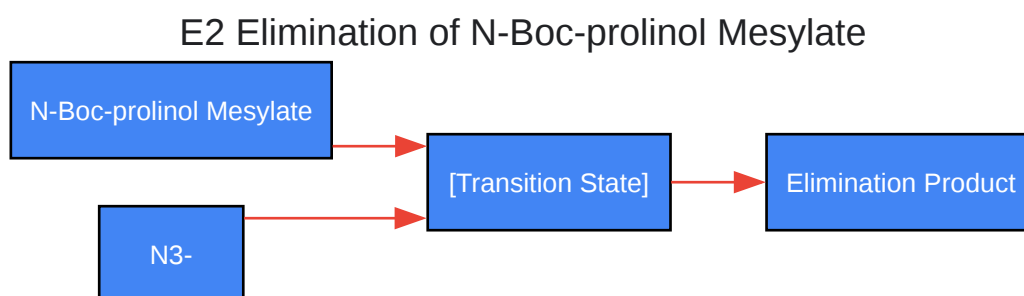 E2 Elimination of N-Boc-prolinol Mesylate
N-Boc-prolinol Mesylate
[Transition State]
Elimination Product
N3-